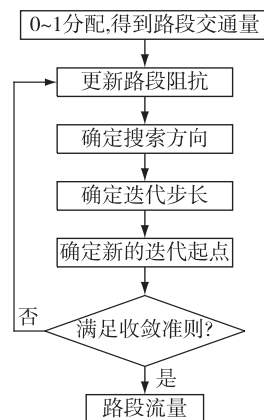 0~1分配,得到路段交通量
更新路段阻抗
确定搜索方向
确定迭代步长
确定新的迭代起点
否
满足收敛准则?
是
路段流量